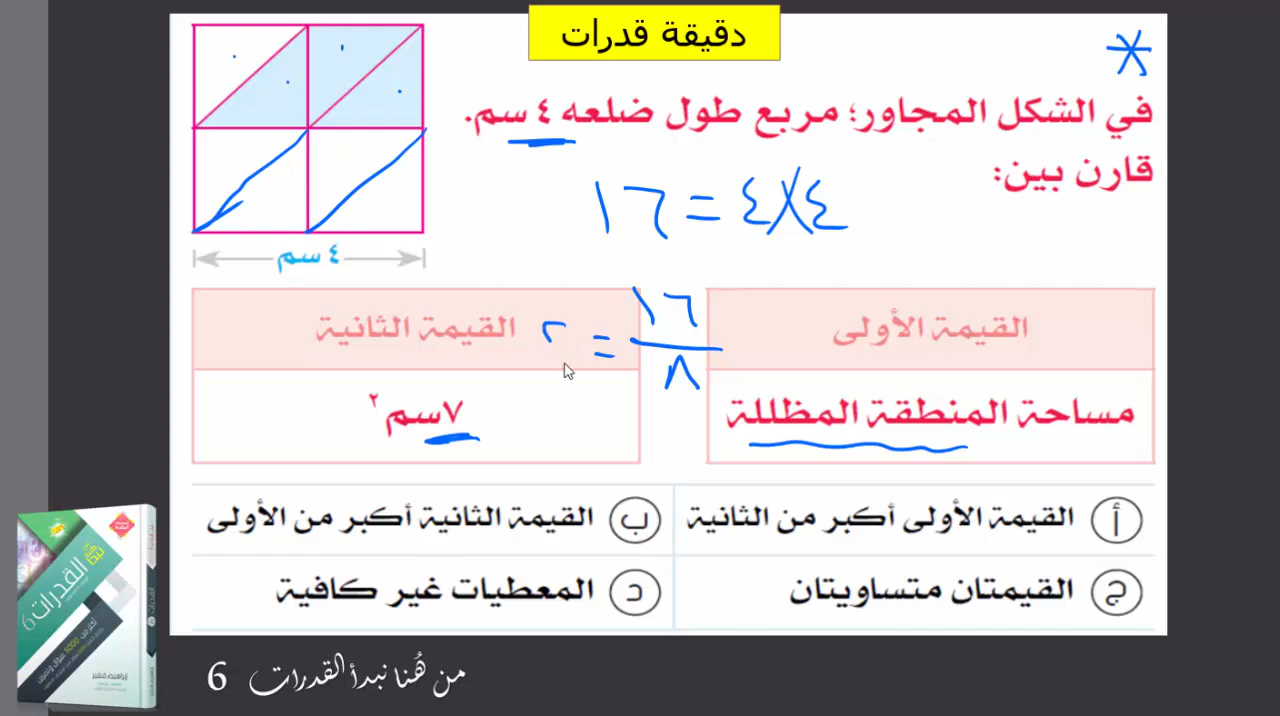 دقيقة قدرات
في الشكل المجاور؛ مربع طول ضلعه ٤ سم.
قارن بين:
٤×٤ = ١٦
٤ سم
القيمة الأولى
القيمة الثانية
١٦
٨
= ٢
مساحة المنطقة المظللة
٧سم٢
أ القيمة الأولى أكبر من الثانية
ب القيمة الثانية أكبر من الأولى
ج القيمتان متساويتان
د المعطيات غير كافية
من هُنا نبدأ القدرات 6
القدرات